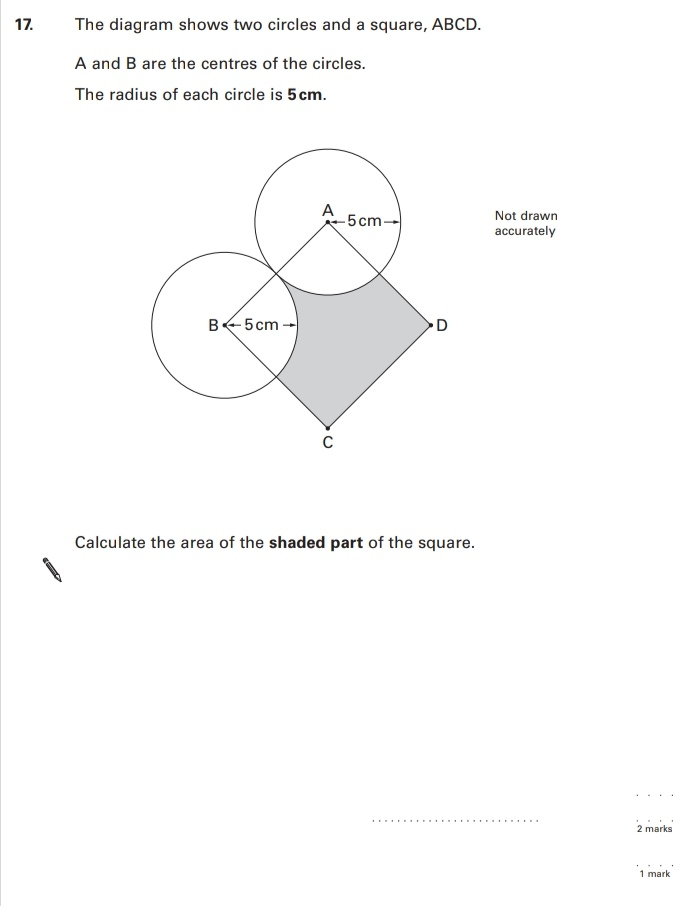 17. The diagram shows two circles and a square, ABCD.
A and B are the centres of the circles.
The radius of each circle is 5 cm.
A
5 cm
Not drawn
accurately
B
5 cm
D
C
Calculate the area of the shaded part of the square.
2 marks
1 mark